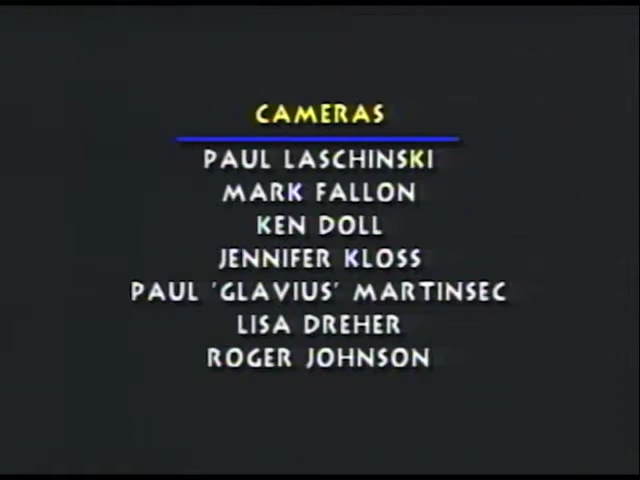 CAMERAS
PAUL LASCHINSKI
MARK FALLON
KEN DOLL
JENNIFER KLOSS
PAUL 'GLAVIUS' MARTINSEC
LISA DREHER
ROGER JOHNSON